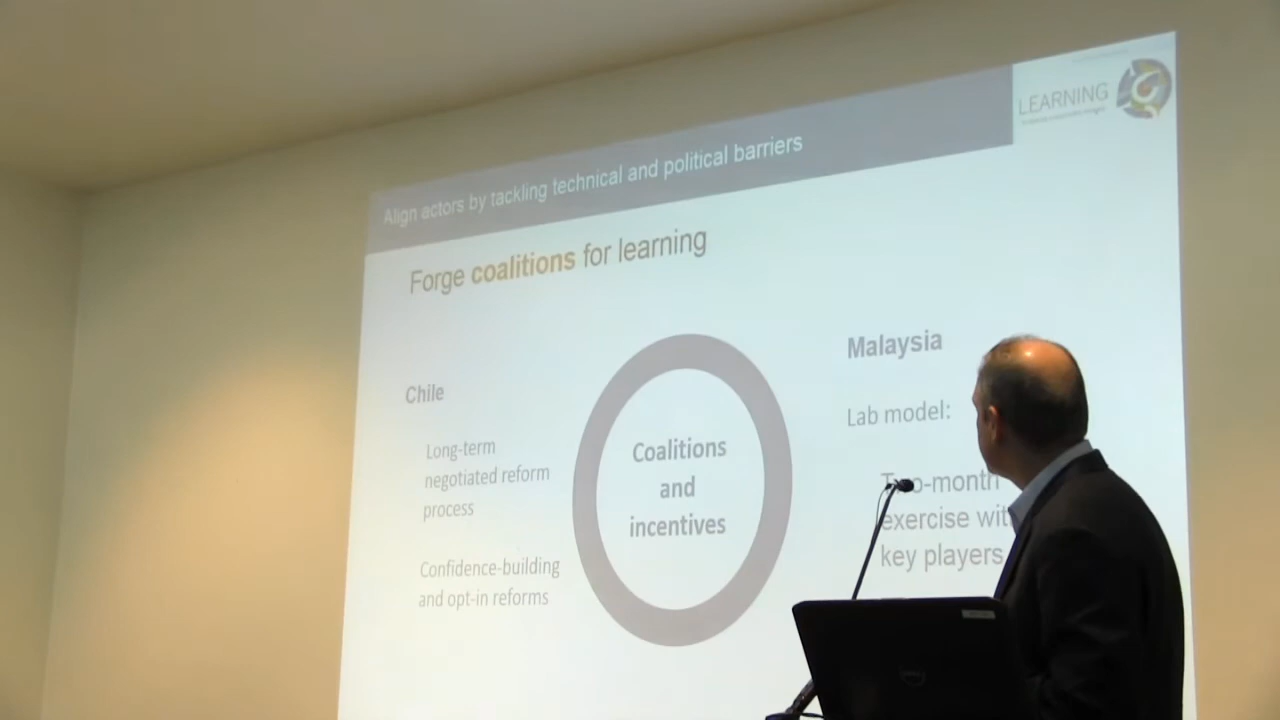 LEARNING
Align actors by tackling technical and political barriers
Forge coalitions for learning
Chile
Long-term
negotiated reform
process
Confidence-building
and opt-in reforms
Coalitions
and
incentives
Malaysia
Lab model:
Two-month
exercise with
key players
DELL